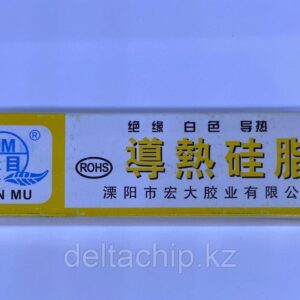 M
®
N MU
绝缘 白色 导热
ROHS
導熱硅脂
溧阳市宏大胶业有限公
deltachip.kz